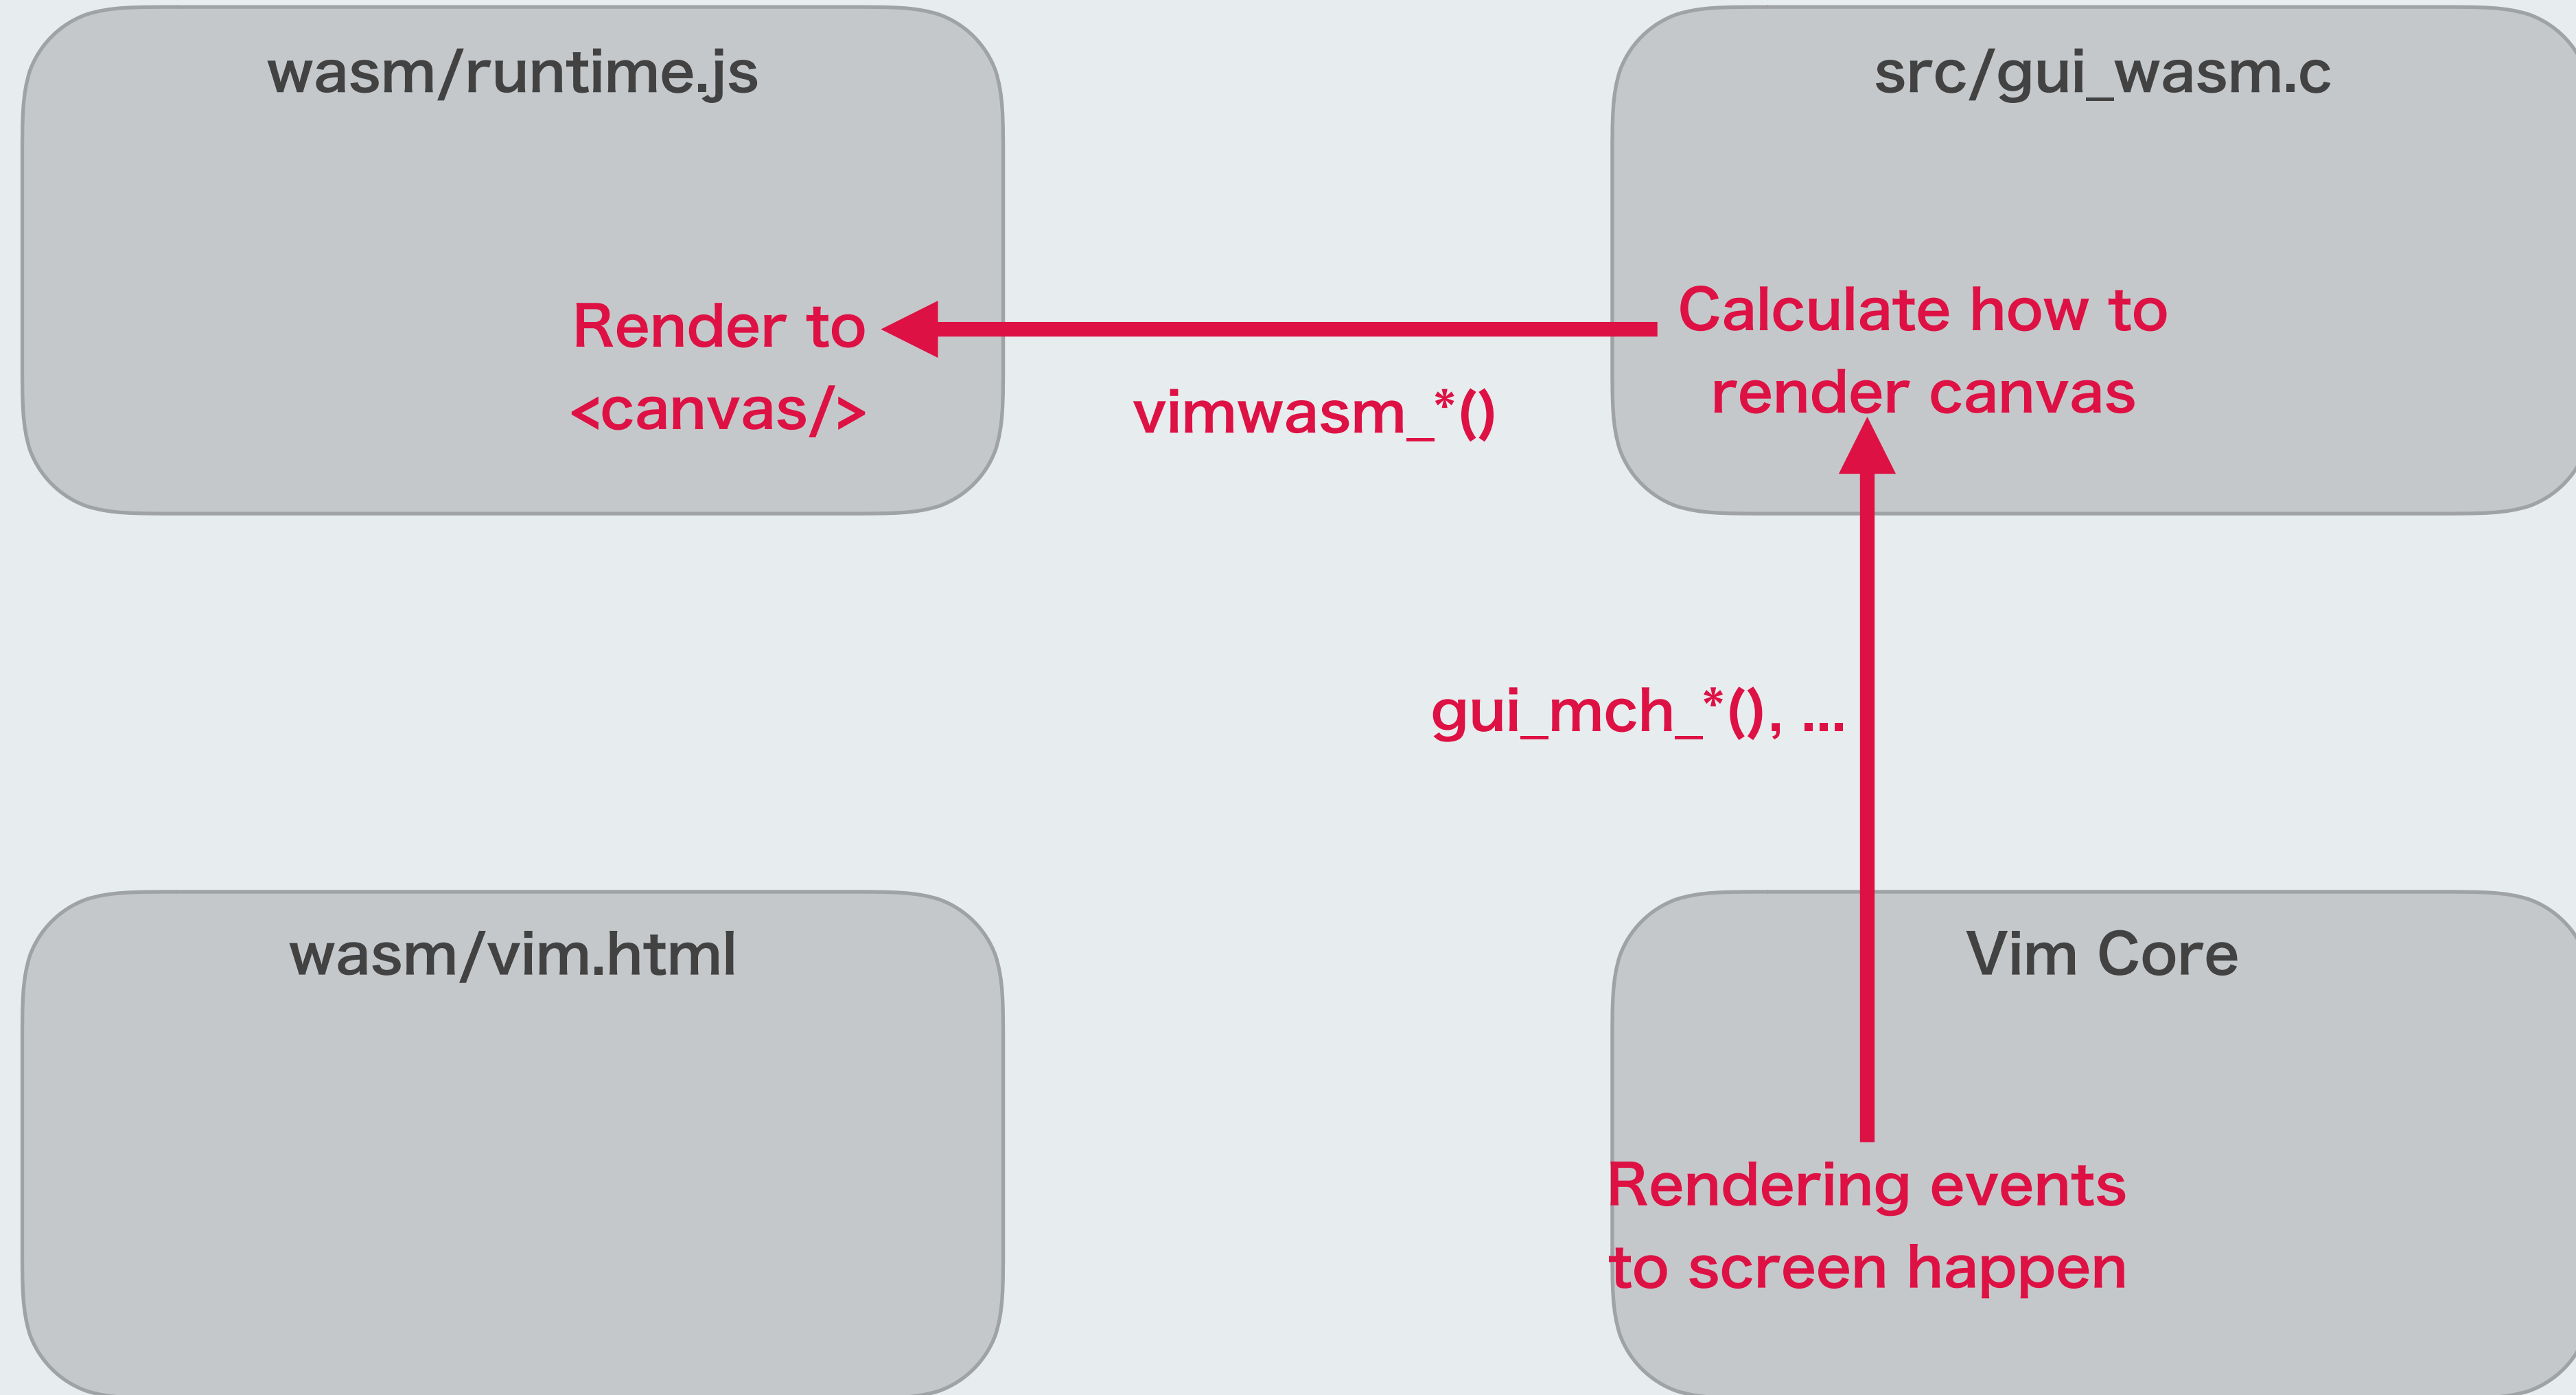 wasm/runtime.js
src/gui_wasm.c
Render to
<canvas/>
vimwasm_*()
Calculate how to
render canvas
gui_mch_*(), ...
wasm/vim.html
Vim Core
Rendering events
to screen happen